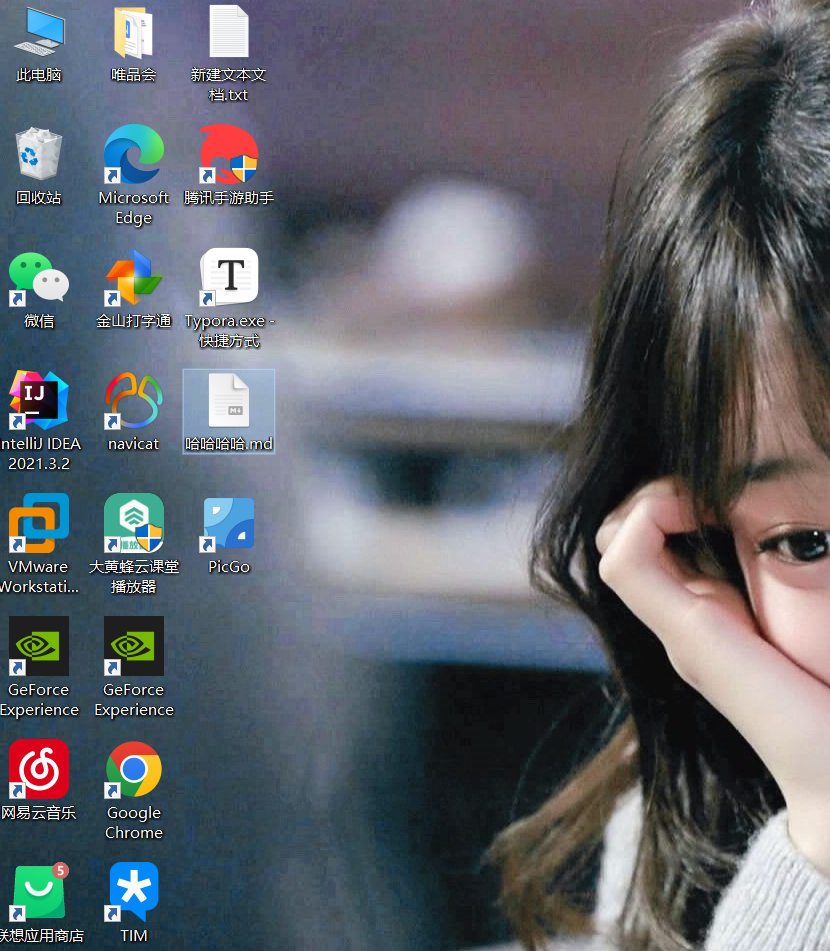 此电脑
唯品会
新建文本文
档.txt
回收站
Microsoft
Edge
腾讯手游助手
微信
金山打字通
T
Typora.exe -
快捷方式
IJ
ntelliJ IDEA
2021.3.2
navicat
哈哈哈哈.md
VMware
Workstati...
大黄蜂云课堂
播放器
PicGo
GeForce
Experience
GeForce
Experience
网易云音乐
Google
Chrome
5
联想应用商店
TIM